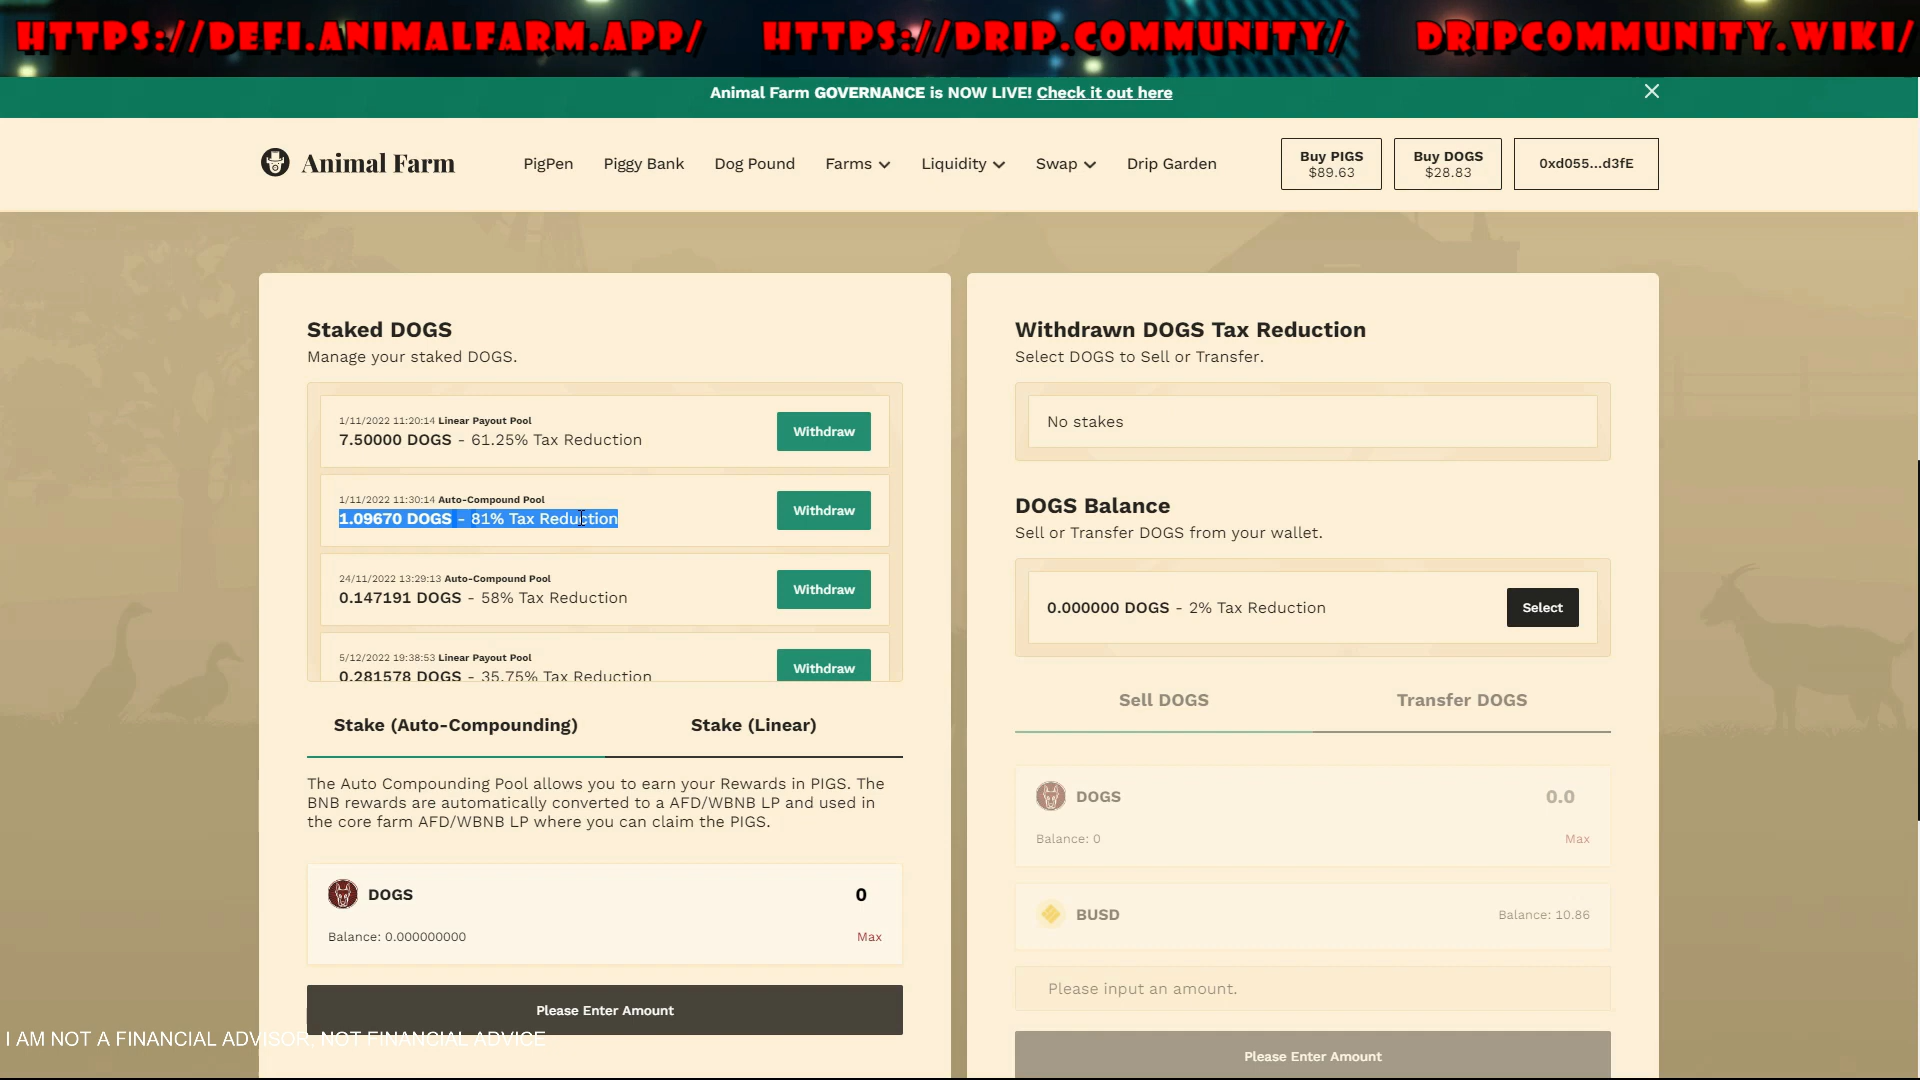 HTTPS://DEFI.ANIMALFARM.APP/ HTTPS://DRIP.COMMUNITY/ DRIPCOMMUNITY.WIKI/
Animal Farm GOVERNANCE is NOW LIVE! Check it out here
Animal Farm PigPen Piggy Bank Dog Pound Farms Liquidity Swap Drip Garden
Buy PIGS
$89.63
Buy DOGS
$28.83
0xd055...d3fE
Staked DOGS
Manage your staked DOGS.
1/11/2022 11:20:14 Linear Payout Pool
7.50000 DOGS - 61.25% Tax Reduction
Withdraw
1/11/2022 11:30:14 Auto-Compound Pool
1.09670 DOGS - 81% Tax Reduction
Withdraw
24/11/2022 13:29:13 Auto-Compound Pool
0.147191 DOGS - 58% Tax Reduction
Withdraw
5/12/2022 19:38:53 Linear Payout Pool
0.281578 DOGS - 35.75% Tax Reduction
Withdraw
Stake (Auto-Compounding) Stake (Linear)
The Auto Compounding Pool allows you to earn your Rewards in PIGS. The
BNB rewards are automatically converted to a AFD/WBNB LP and used in
the core farm AFD/WBNB LP where you can claim the PIGS.
DOGS 0
Balance: 0.000000000 Max
Please Enter Amount
Withdrawn DOGS Tax Reduction
Select DOGS to Sell or Transfer.
No stakes
DOGS Balance
Sell or Transfer DOGS from your wallet.
0.000000 DOGS - 2% Tax Reduction
Select
Sell DOGS Transfer DOGS
DOGS 0.0
Balance: 0 Max
BUSD Balance: 10.86
Please input an amount.
Please Enter Amount
I AM NOT A FINANCIAL ADVISOR, NOT FINANCIAL ADVICE